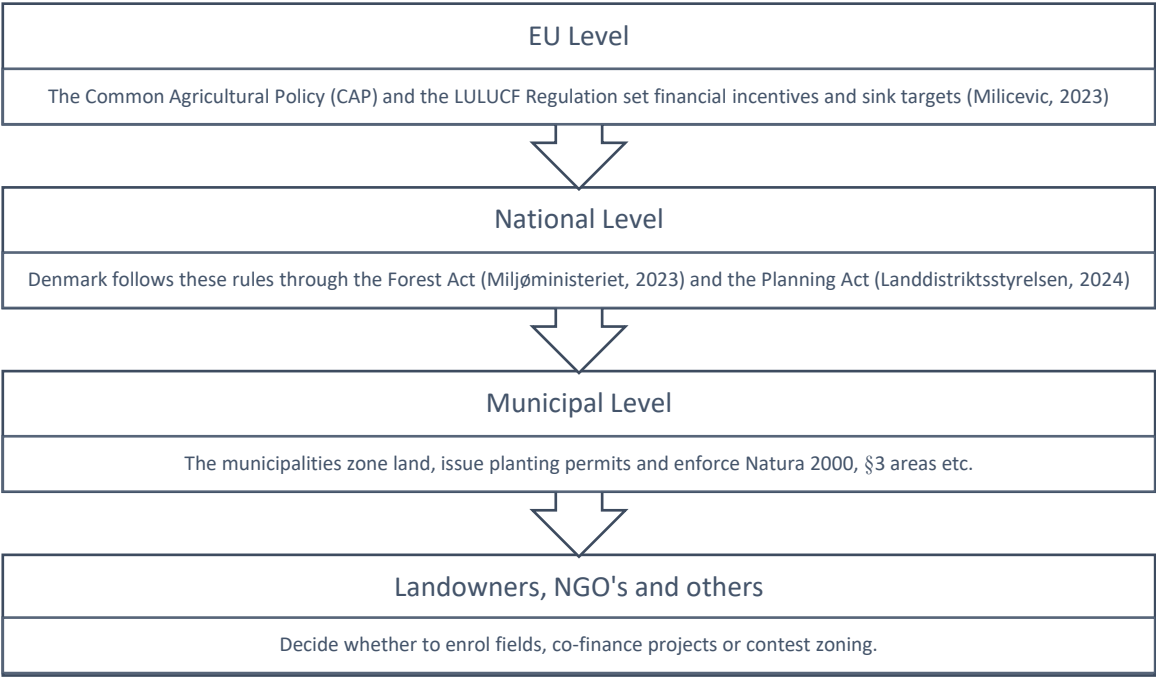 EU Level
The Common Agricultural Policy (CAP) and the LULUCF Regulation set financial incentives and sink targets (Milicevic, 2023)
National Level
Denmark follows these rules through the Forest Act (Miljøministeriet, 2023) and the Planning Act (Landdistriktsstyrelsen, 2024)
Municipal Level
The municipalities zone land, issue planting permits and enforce Natura 2000, §3 areas etc.
Landowners, NGO's and others
Decide whether to enrol fields, co-finance projects or contest zoning.